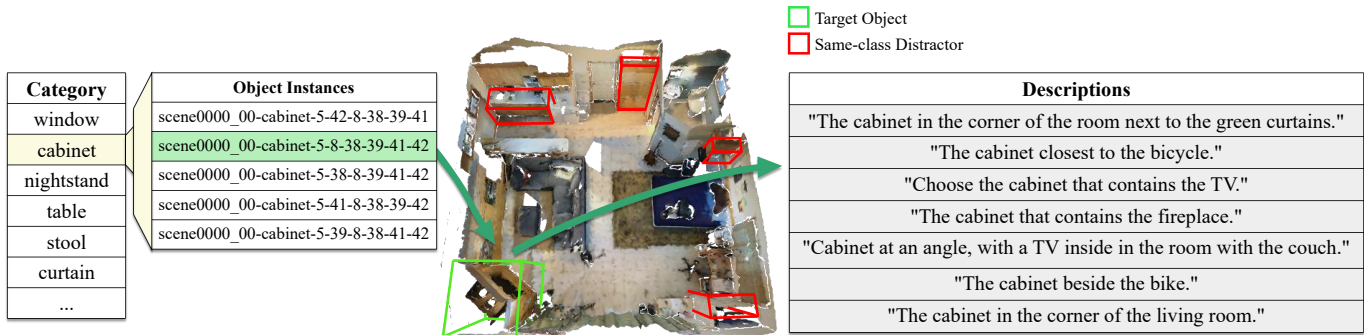 Target Object
Same-class Distractor
Category
window
cabinet
nightstand
table
stool
curtain
...
Object Instances
scene0000_00-cabinet-5-42-8-38-39-41
scene0000_00-cabinet-5-8-38-39-41-42
scene0000_00-cabinet-5-38-8-39-41-42
scene0000_00-cabinet-5-41-8-38-39-42
scene0000_00-cabinet-5-39-8-38-41-42
Descriptions
"The cabinet in the corner of the room next to the green curtains."
"The cabinet closest to the bicycle."
"Choose the cabinet that contains the TV."
"The cabinet that contains the fireplace."
"Cabinet at an angle, with a TV inside in the room with the couch."
"The cabinet beside the bike."
"The cabinet in the corner of the living room."